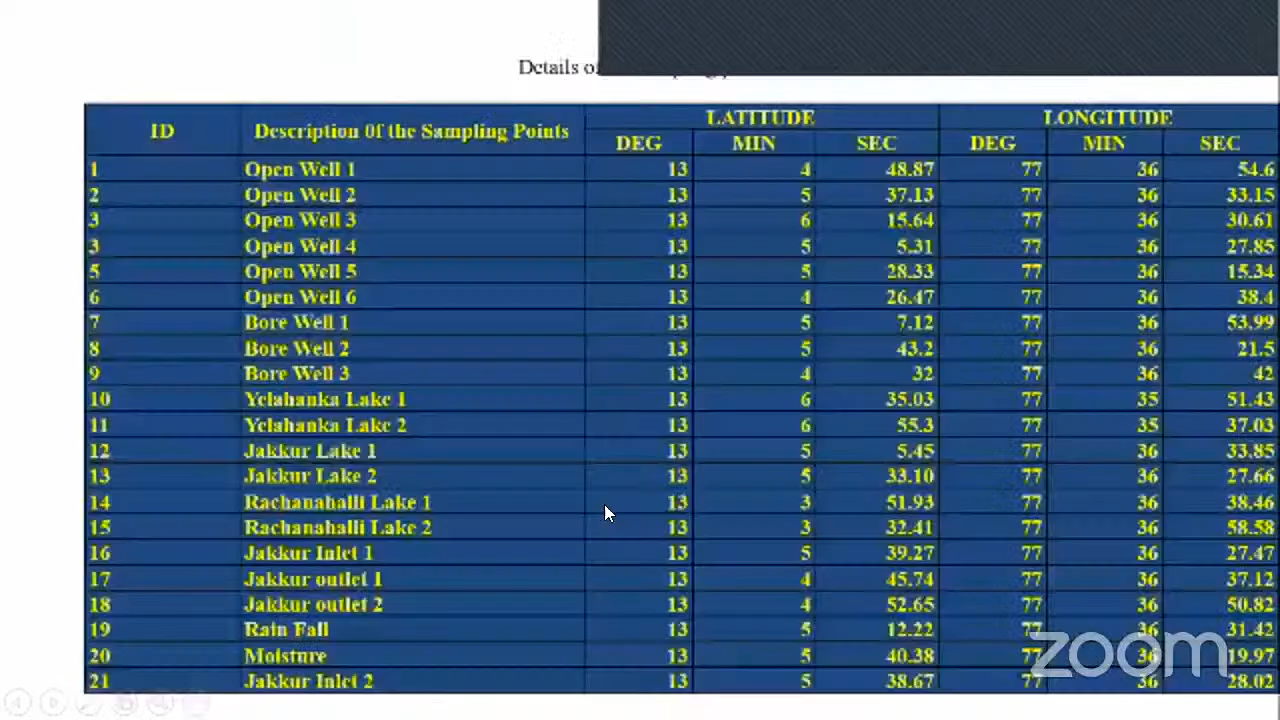 Details o
LATITUDE LONGITUDE
ID Description 0f the Sampling Points
DEG MIN SEC DEG MIN SEC
1 Open Well 1 13 4 48.87 77 36 54.6
2 Open Well 2 13 5 37.13 77 36 33.15
3 Open Well 3 13 6 15.64 77 36 30.61
3 Open Well 4 13 5 5.31 77 36 27.85
5 Open Well 5 13 5 28.33 77 36 15.34
6 Open Well 6 13 4 26.47 77 36 38.4
7 Bore Well 1 13 5 7.12 77 36 53.99
8 Bore Well 2 13 5 43.2 77 36 21.5
9 Bore Well 3 13 4 32 77 36 42
10 Yelahanka Lake 1 13 6 35.03 77 35 51.43
11 Yelahanka Lake 2 13 6 55.3 77 35 37.03
12 Jakkur Lake 1 13 5 5.45 77 36 33.85
13 Jakkur Lake 2 13 5 33.10 77 36 27.66
14 Rachanahalli Lake 1 13 3 51.93 77 36 38.46
15 Rachanahalli Lake 2 13 3 32.41 77 36 58.58
16 Jakkur Inlet 1 13 5 39.27 77 36 27.47
17 Jakkur outlet 1 13 4 45.74 77 36 37.12
18 Jakkur outlet 2 13 4 52.65 77 36 50.82
19 Rain Fall 13 5 12.22 77 36 31.42
20 Moisture 13 5 40.38 77 36 19.97
21 Jakkur Inlet 2 13 5 38.67 77 36 28.02
zoom